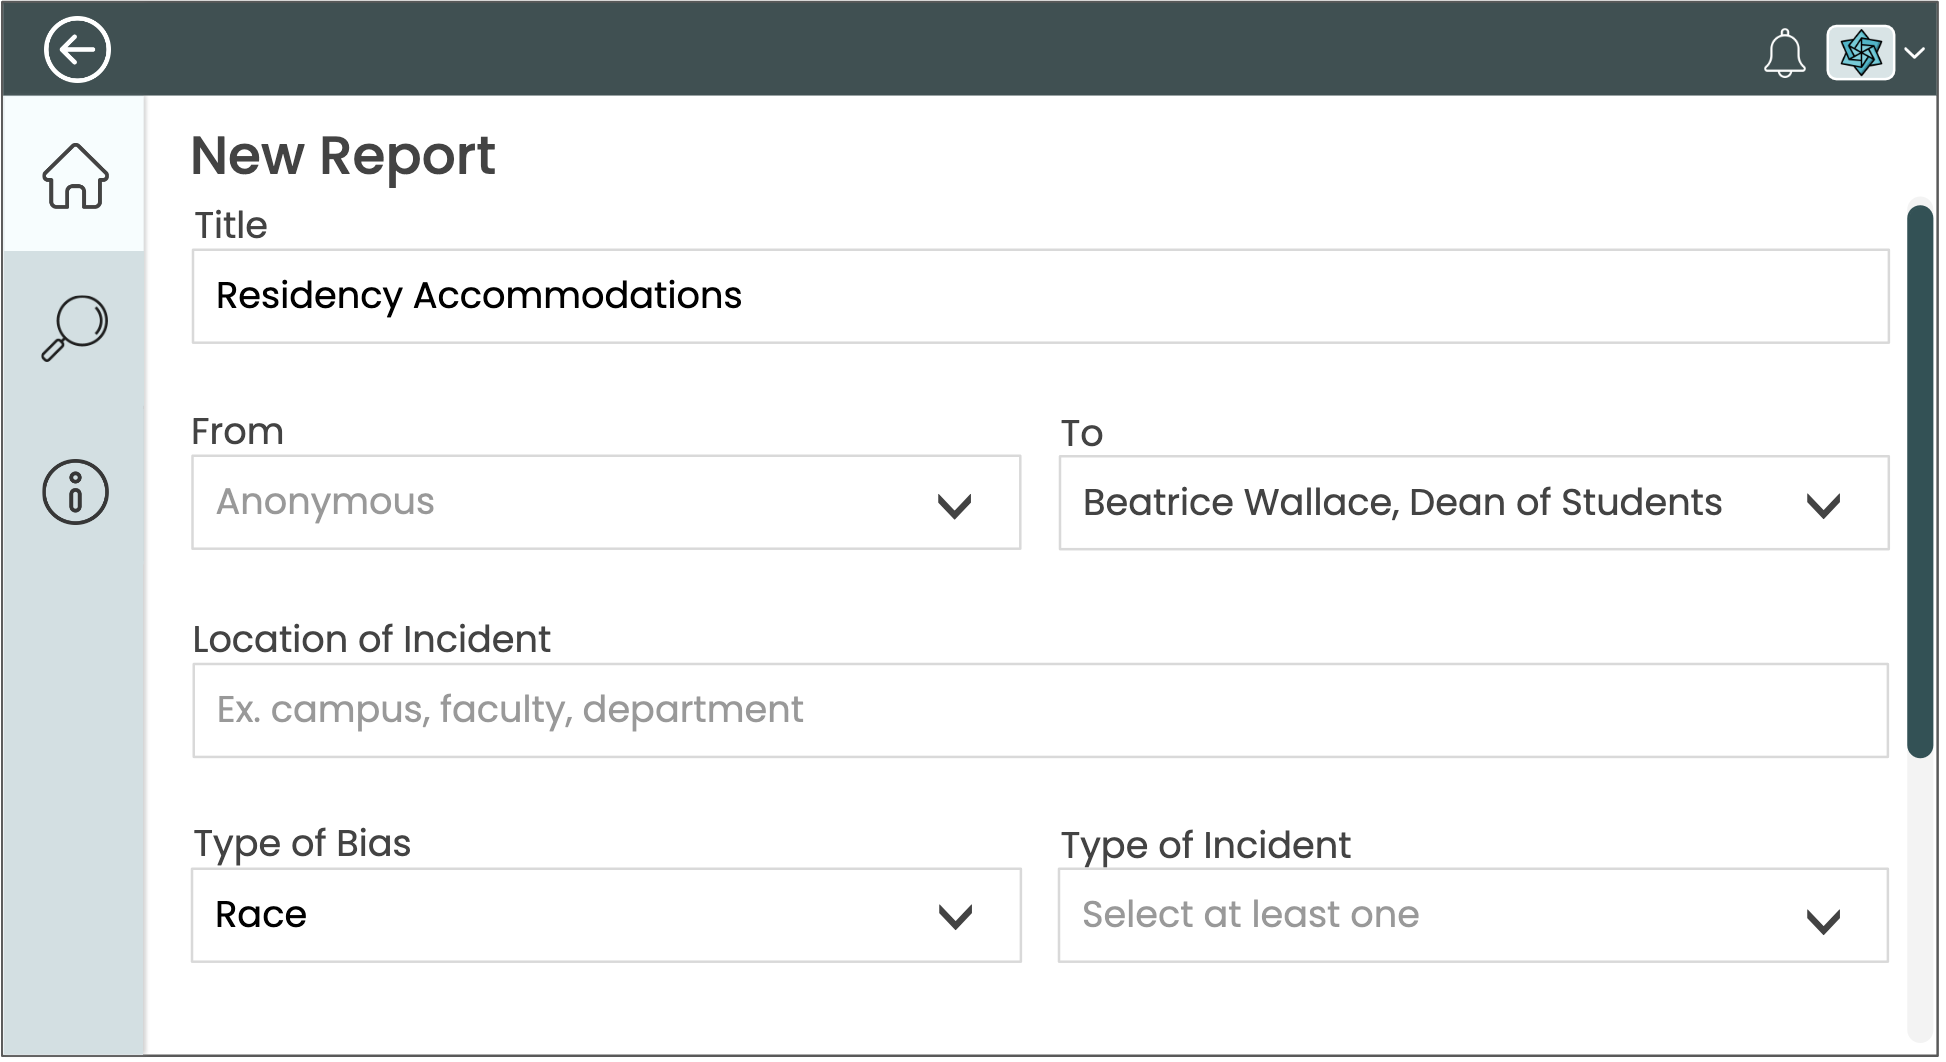 New Report
Title
Residency Accommodations
From
To
Anonymous
Beatrice Wallace, Dean of Students
Location of Incident
Ex. campus, faculty, department
Type of Bias
Type of Incident
Race
Select at least one